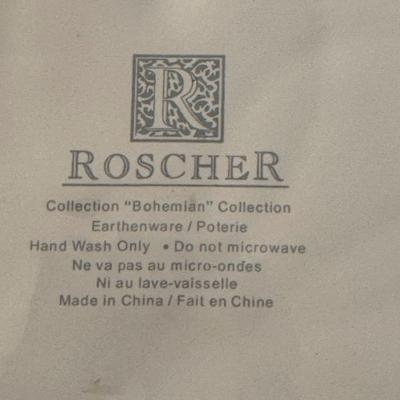 R
ROSCHER
Collection "Bohemian" Collection
Earthenware / Poterie
Hand Wash Only • Do not microwave
Ne va pas au micro-ondes
Ni au lave-vaisselle
Made in China / Fait en Chine